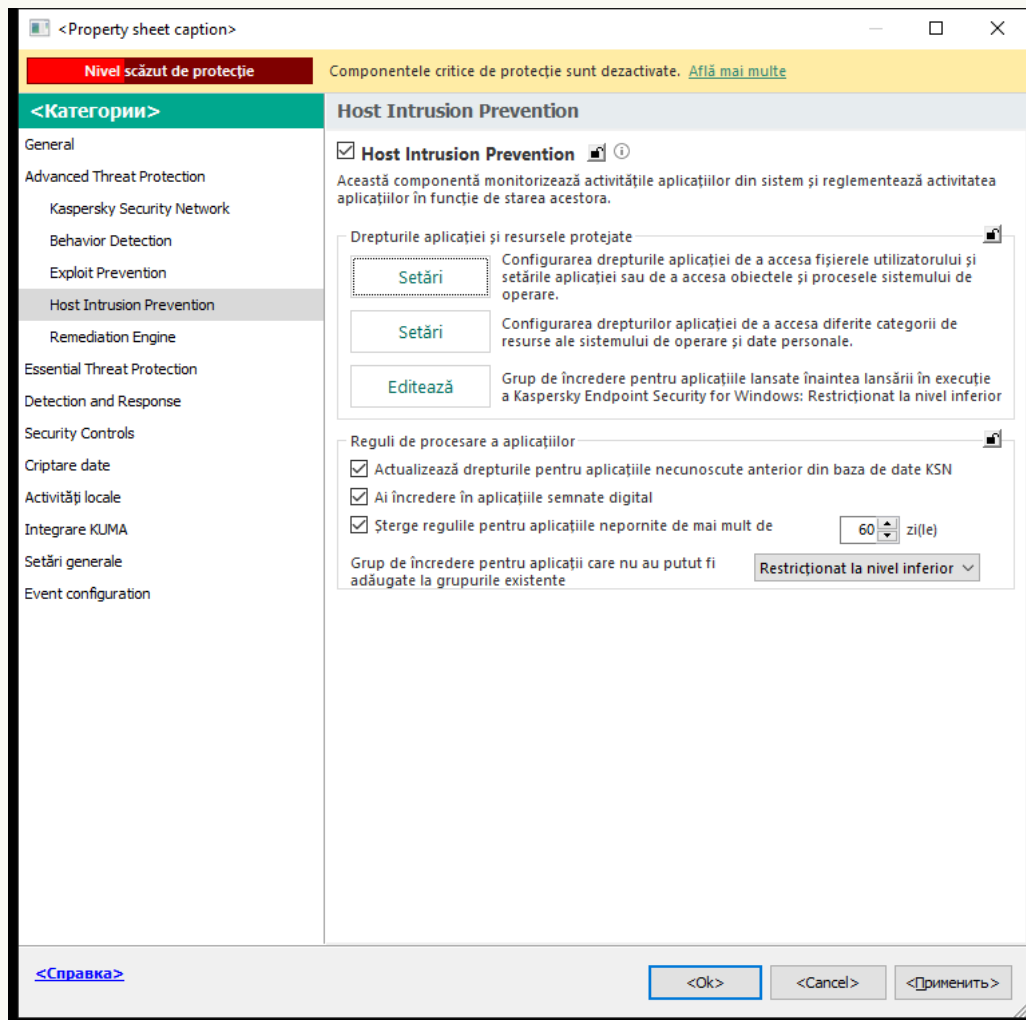 <Property sheet caption>
Nivel scăzut de protecție
Componentele critice de protecție sunt dezactivate. Află mai multe
<Категории>
General
Advanced Threat Protection
Kaspersky Security Network
Behavior Detection
Exploit Prevention
Host Intrusion Prevention
Remediation Engine
Essential Threat Protection
Detection and Response
Security Controls
Criptare date
Activități locale
Integrare KUMA
Setări generale
Event configuration
Host Intrusion Prevention
Host Intrusion Prevention
Această componentă monitorizează activitățile aplicațiilor din sistem și reglementează activitatea
aplicațiilor în funcție de starea acestora.
Drepturile aplicației și resursele protejate
Setări
Configurarea drepturile aplicației de a accesa fișierele utilizatorului și
setările aplicației sau de a accesa obiectele și procesele sistemului de
operare.
Setări
Configurarea drepturilor aplicației de a accesa diferite categorii de
resurse ale sistemului de operare și date personale.
Editează
Grup de încredere pentru aplicațiile lansate înaintea lansării în execuție
a Kaspersky Endpoint Security for Windows: Restricționat la nivel inferior
Reguli de procesare a aplicațiilor
Actualizează drepturile pentru aplicațiile necunoscute anterior din baza de date KSN
Ai încredere în aplicațiile semnate digital
Șterge regulile pentru aplicațiile nepornite de mai mult de 60 zi(le)
Grup de încredere pentru aplicații care nu au putut fi
adăugate la grupurile existente
Restricționat la nivel inferior
<Справка>
<Ok> <Cancel> <Применить>